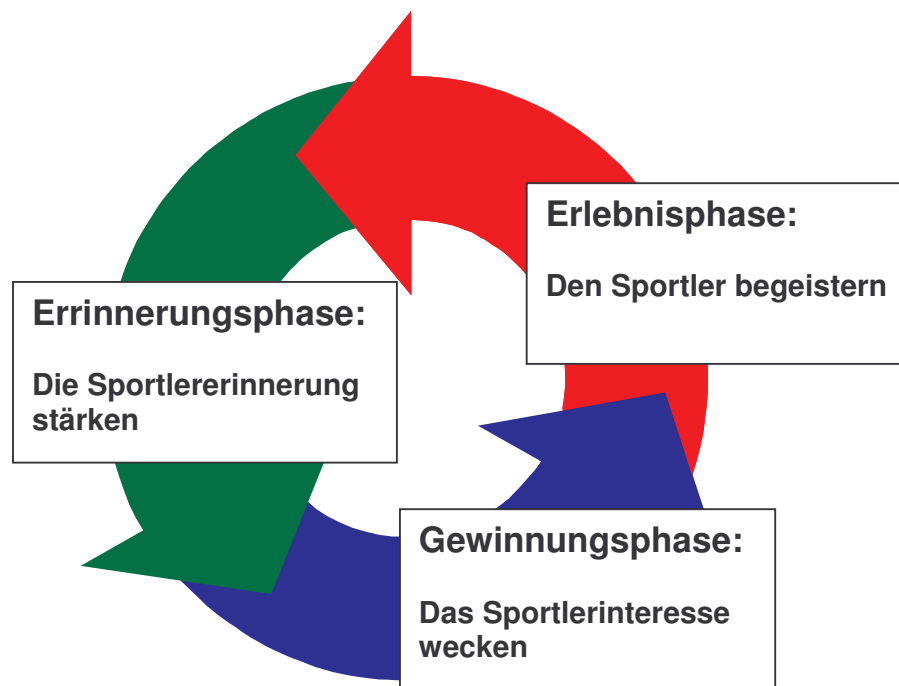 Erlebnisphase:
Den Sportler begeistern
Errinnerungsphase:
Die Sportlererinnerung
stärken
Gewinnungsphase:
Das Sportlerinteresse
wecken